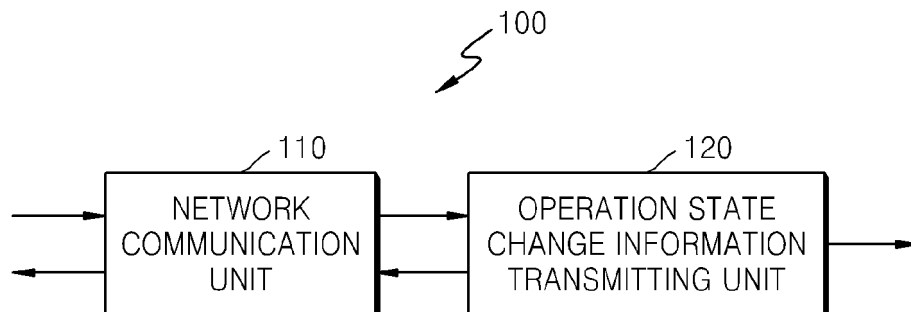 100
110
120
NETWORK
COMMUNICATION
UNIT
OPERATION STATE
CHANGE INFORMATION
TRANSMITTING UNIT